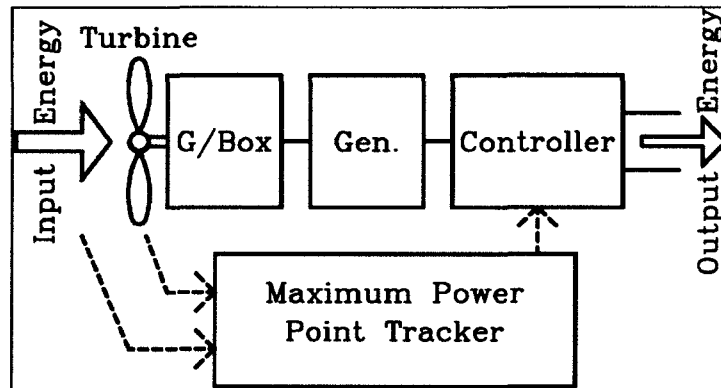 Turbine
Input Energy
G/Box
Gen.
Controller
Output Energy
Maximum Power
Point Tracker